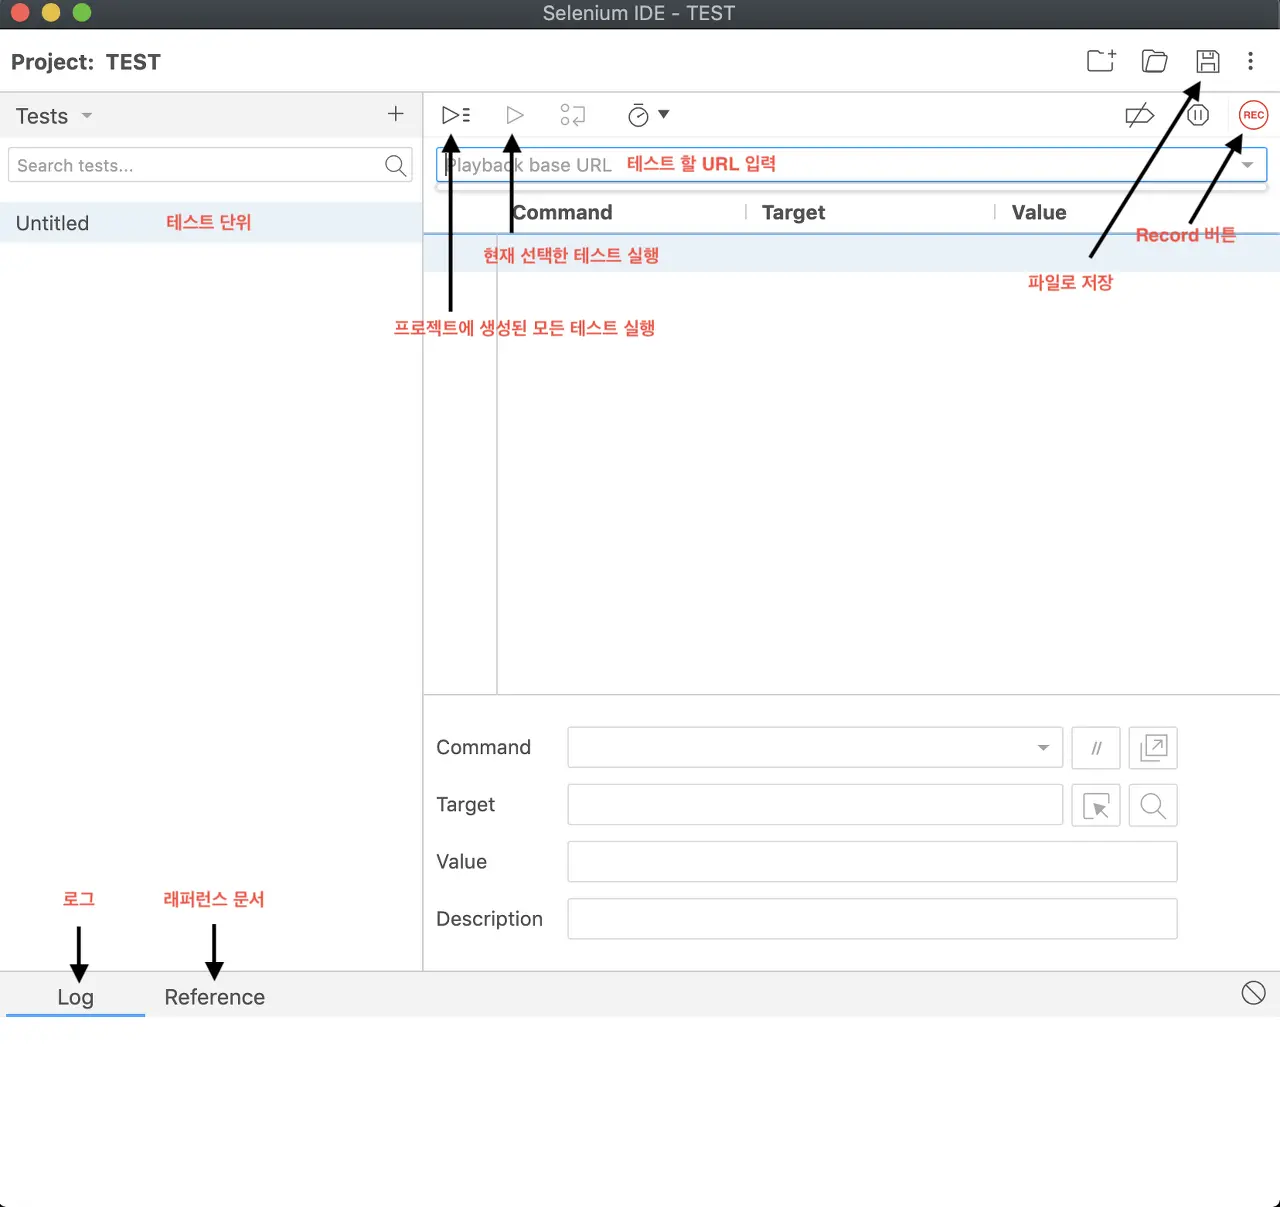 Selenium IDE - TEST
Project: TEST
Tests
REC
Search tests...
Playback base URL 테스트 할 URL 입력
Command Target Value
Untitled 테스트 단위
Record 버튼
현재 선택한 테스트 실행
파일로 저장
프로젝트에 생성된 모든 테스트 실행
Command
//
Target
Value
Description
로그 래퍼런스 문서
Log Reference